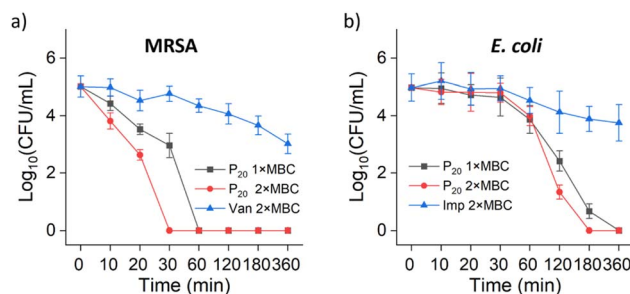 a)
MRSA
Log₁₀(CFU/mL)
6
4
2
0
P₂₀ 1×MBC
P₂₀ 2×MBC
Van 2×MBC
0 10 20 30 60 120 180 360
Time (min)
b)
E. coli
Log₁₀(CFU/mL)
6
4
2
0
P₂₀ 1×MBC
P₂₀ 2×MBC
Imp 2×MBC
0 10 20 30 60 120 180 360
Time (min)